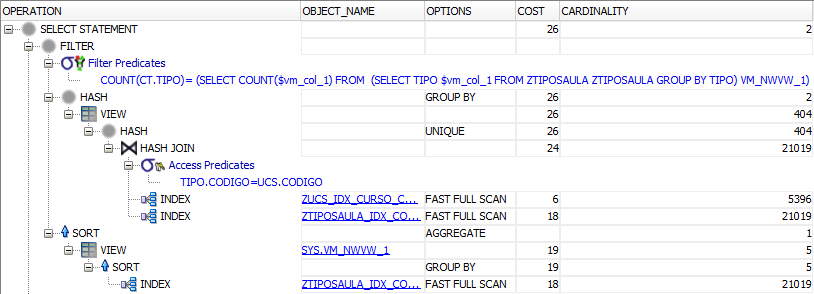 OPERATION OBJECT_NAME OPTIONS COST CARDINALITY
SELECT STATEMENT 26 2
FILTER
Filter Predicates
COUNT(CT.TIPO)= (SELECT COUNT($vm_col_1) FROM (SELECT TIPO $vm_col_1 FROM ZTIPOSAULA ZTIPOSAULA GROUP BY TIPO) VM_NWVW_1)
HASH GROUP BY 26 2
VIEW 26 404
HASH UNIQUE 26 404
HASH JOIN 24 21019
Access Predicates
TIPO.CODIGO=UCS.CODIGO
INDEX ZUCS_IDX_CURSO_C... FAST FULL SCAN 6 5396
INDEX ZTIPOSAULA_IDX_CO... FAST FULL SCAN 18 21019
SORT AGGREGATE 1
VIEW SYS.VM_NWVW_1 19 5
SORT GROUP BY 19 5
INDEX ZTIPOSAULA_IDX_CO... FAST FULL SCAN 18 21019